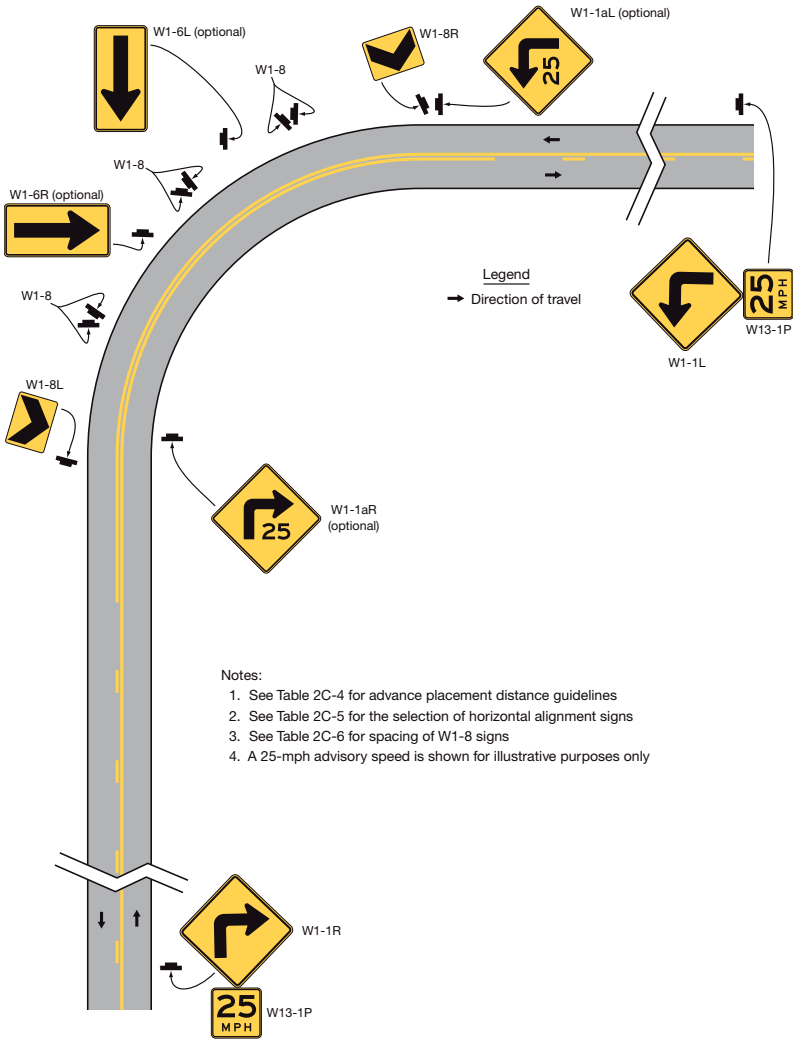 W1-6L (optional)
W1-1aL (optional)
W1-8R
25
W1-8
W1-8
W1-6R (optional)
W1-8
Legend
Direction of travel
25
MPH
W13-1P
W1-1L
W1-8L
W1-1aR
(optional)
25
Notes:
1. See Table 2C-4 for advance placement distance guidelines
2. See Table 2C-5 for the selection of horizontal alignment signs
3. See Table 2C-6 for spacing of W1-8 signs
4. A 25-mph advisory speed is shown for illustrative purposes only
W1-1R
25
MPH
W13-1P